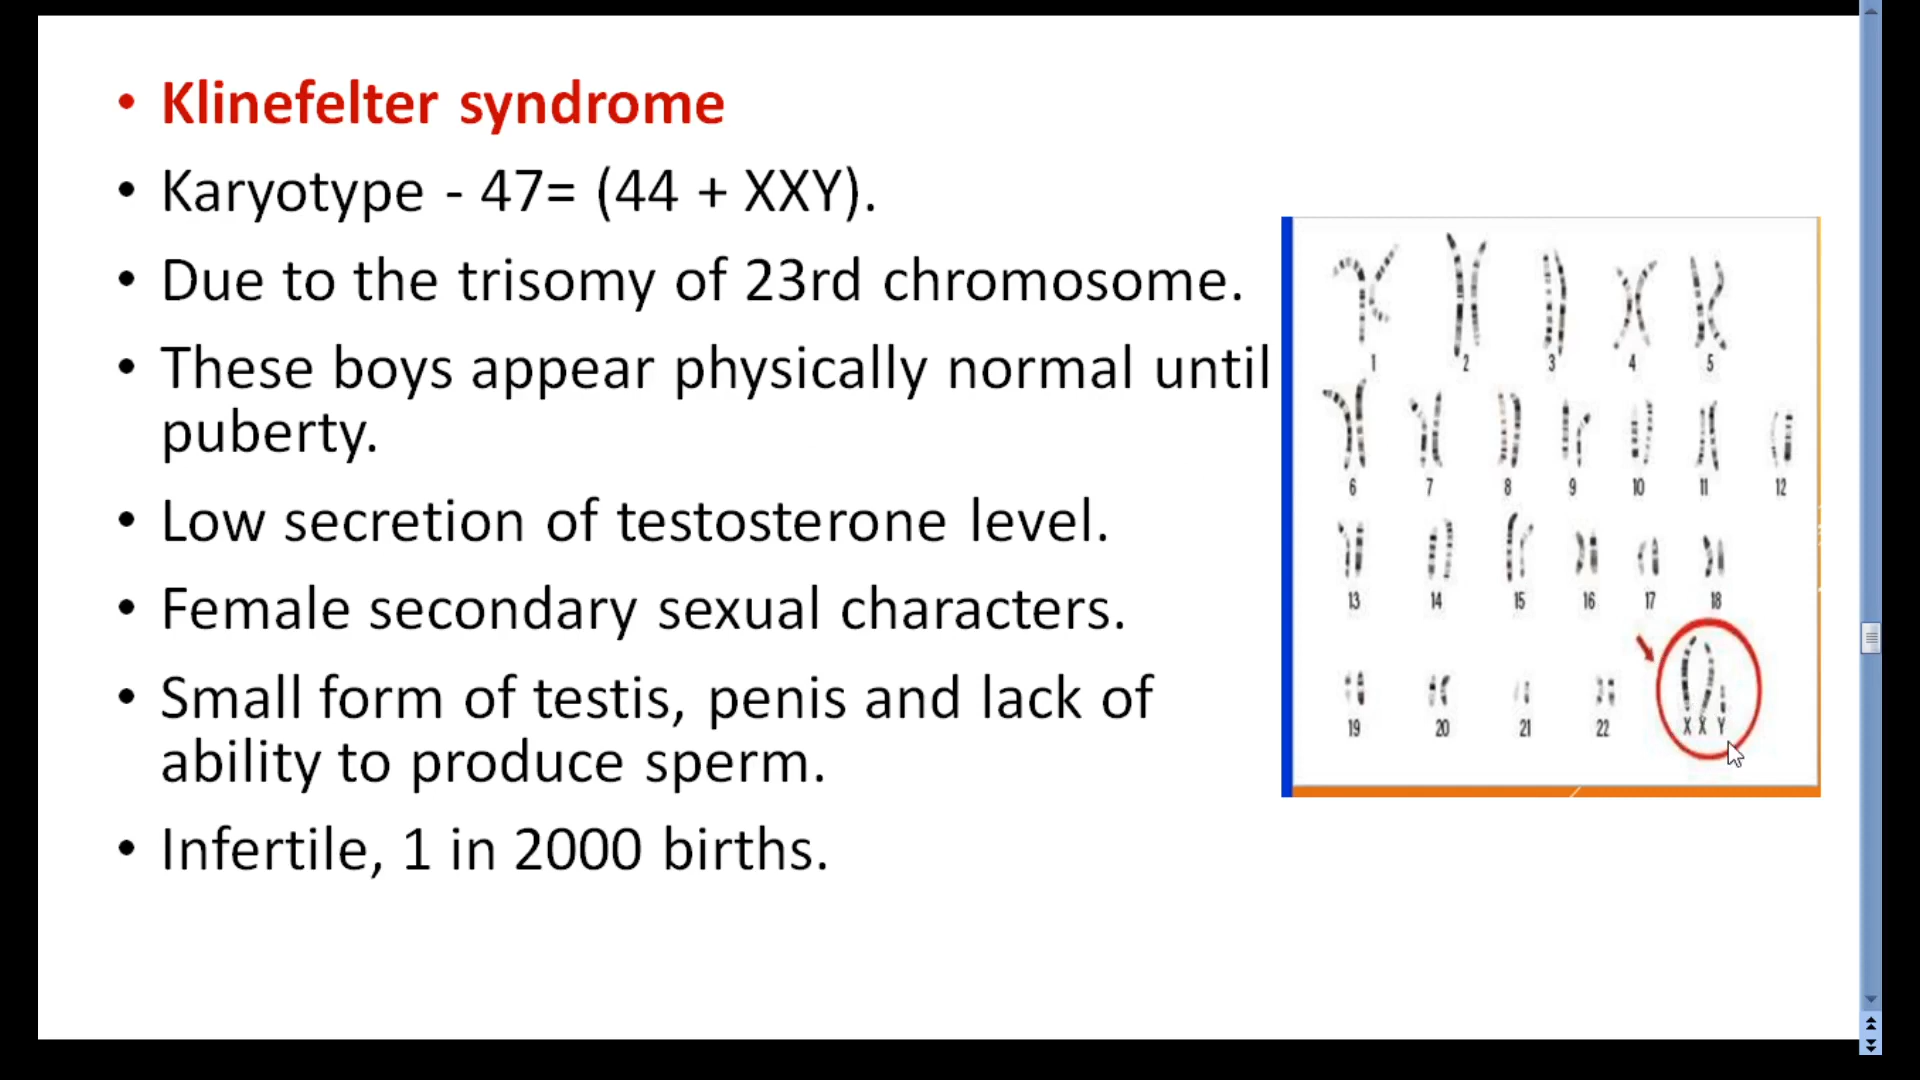 • Klinefelter syndrome
• Karyotype - 47= (44 + XXY).
• Due to the trisomy of 23rd chromosome.
• These boys appear physically normal until
puberty.
• Low secretion of testosterone level.
• Female secondary sexual characters.
• Small form of testis, penis and lack of
ability to produce sperm.
• Infertile, 1 in 2000 births.
1 2 3 4 5
6 7 8 9 10 11 12
13 14 15 16 17 18
19 20 21 22 X X Y